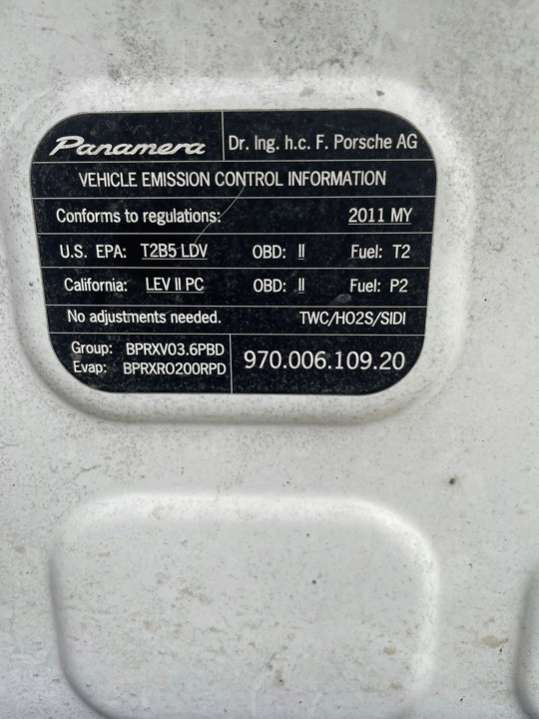 Panamera Dr. Ing. h.c. F. Porsche AG
VEHICLE EMISSION CONTROL INFORMATION
Conforms to regulations: 2011 MY
U.S. EPA: T2B5 LDV OBD: II Fuel: T2
California: LEV II PC OBD: II Fuel: P2
No adjustments needed. TWC/HO2S/SIDI
Group: BPRXV03.6PBD
Evap: BPRXR0200RPD
970.006.109.20